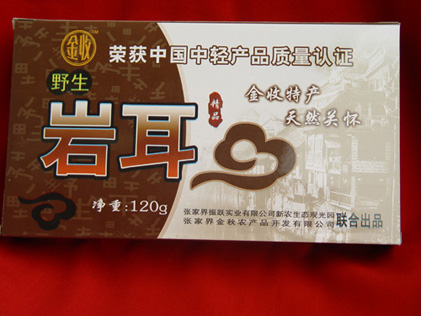 金收
荣获中国中轻产品质量认证
野生
岩耳
精品
金收特产
天然关怀
净重:120g
张家界振跃实业有限公司新农生态观光园
张家界金秋农产品开发有限公司
联合出品